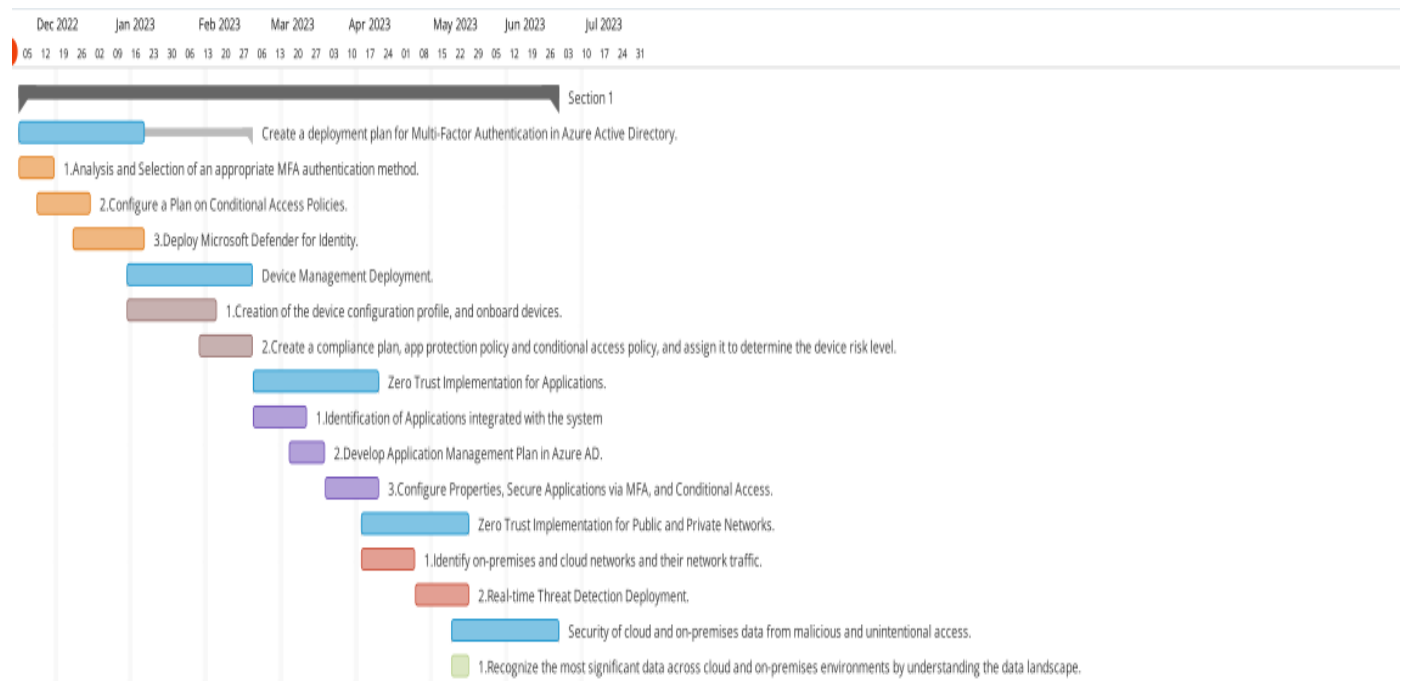 Dec 2022 Jan 2023 Feb 2023 Mar 2023 Apr 2023 May 2023 Jun 2023 Jul 2023
05 12 19 26 02 09 16 23 30 06 13 20 27 06 13 20 27 03 10 17 24 01 08 15 22 29 05 12 19 26 03 10 17 24 31
Section 1
Create a deployment plan for Multi-Factor Authentication in Azure Active Directory.
1.Analysis and Selection of an appropriate MFA authentication method.
2.Configure a Plan on Conditional Access Policies.
3.Deploy Microsoft Defender for Identity.
Device Management Deployment.
1.Creation of the device configuration profile, and onboard devices.
2.Create a compliance plan, app protection policy and conditional access policy, and assign it to determine the device risk level.
Zero Trust Implementation for Applications.
1.Identification of Applications integrated with the system
2.Develop Application Management Plan in Azure AD.
3.Configure Properties, Secure Applications via MFA, and Conditional Access.
Zero Trust Implementation for Public and Private Networks.
1.Identify on-premises and cloud networks and their network traffic.
2.Real-time Threat Detection Deployment.
Security of cloud and on-premises data from malicious and unintentional access.
1.Recognize the most significant data across cloud and on-premises environments by understanding the data landscape.